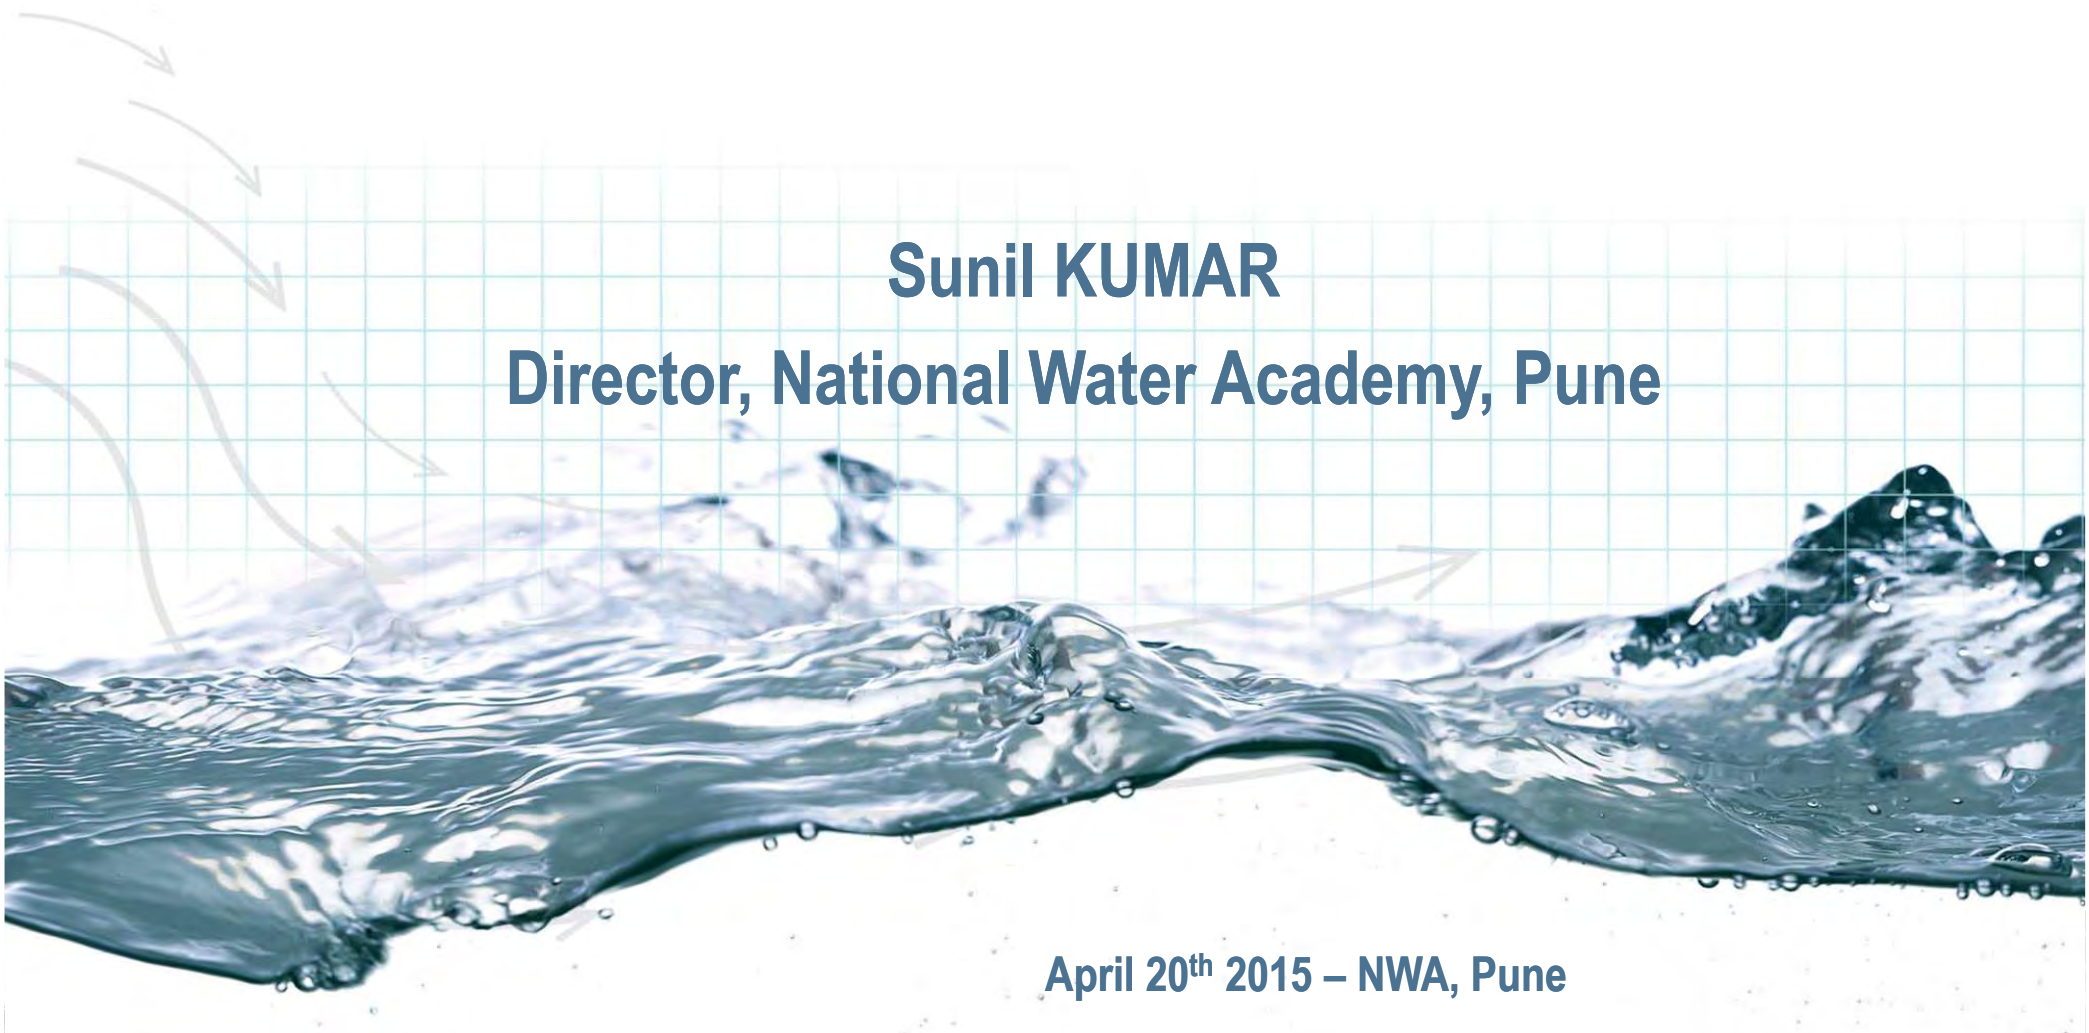 Sunil KUMAR
Director, National Water Academy, Pune
April 20th 2015 – NWA, Pune